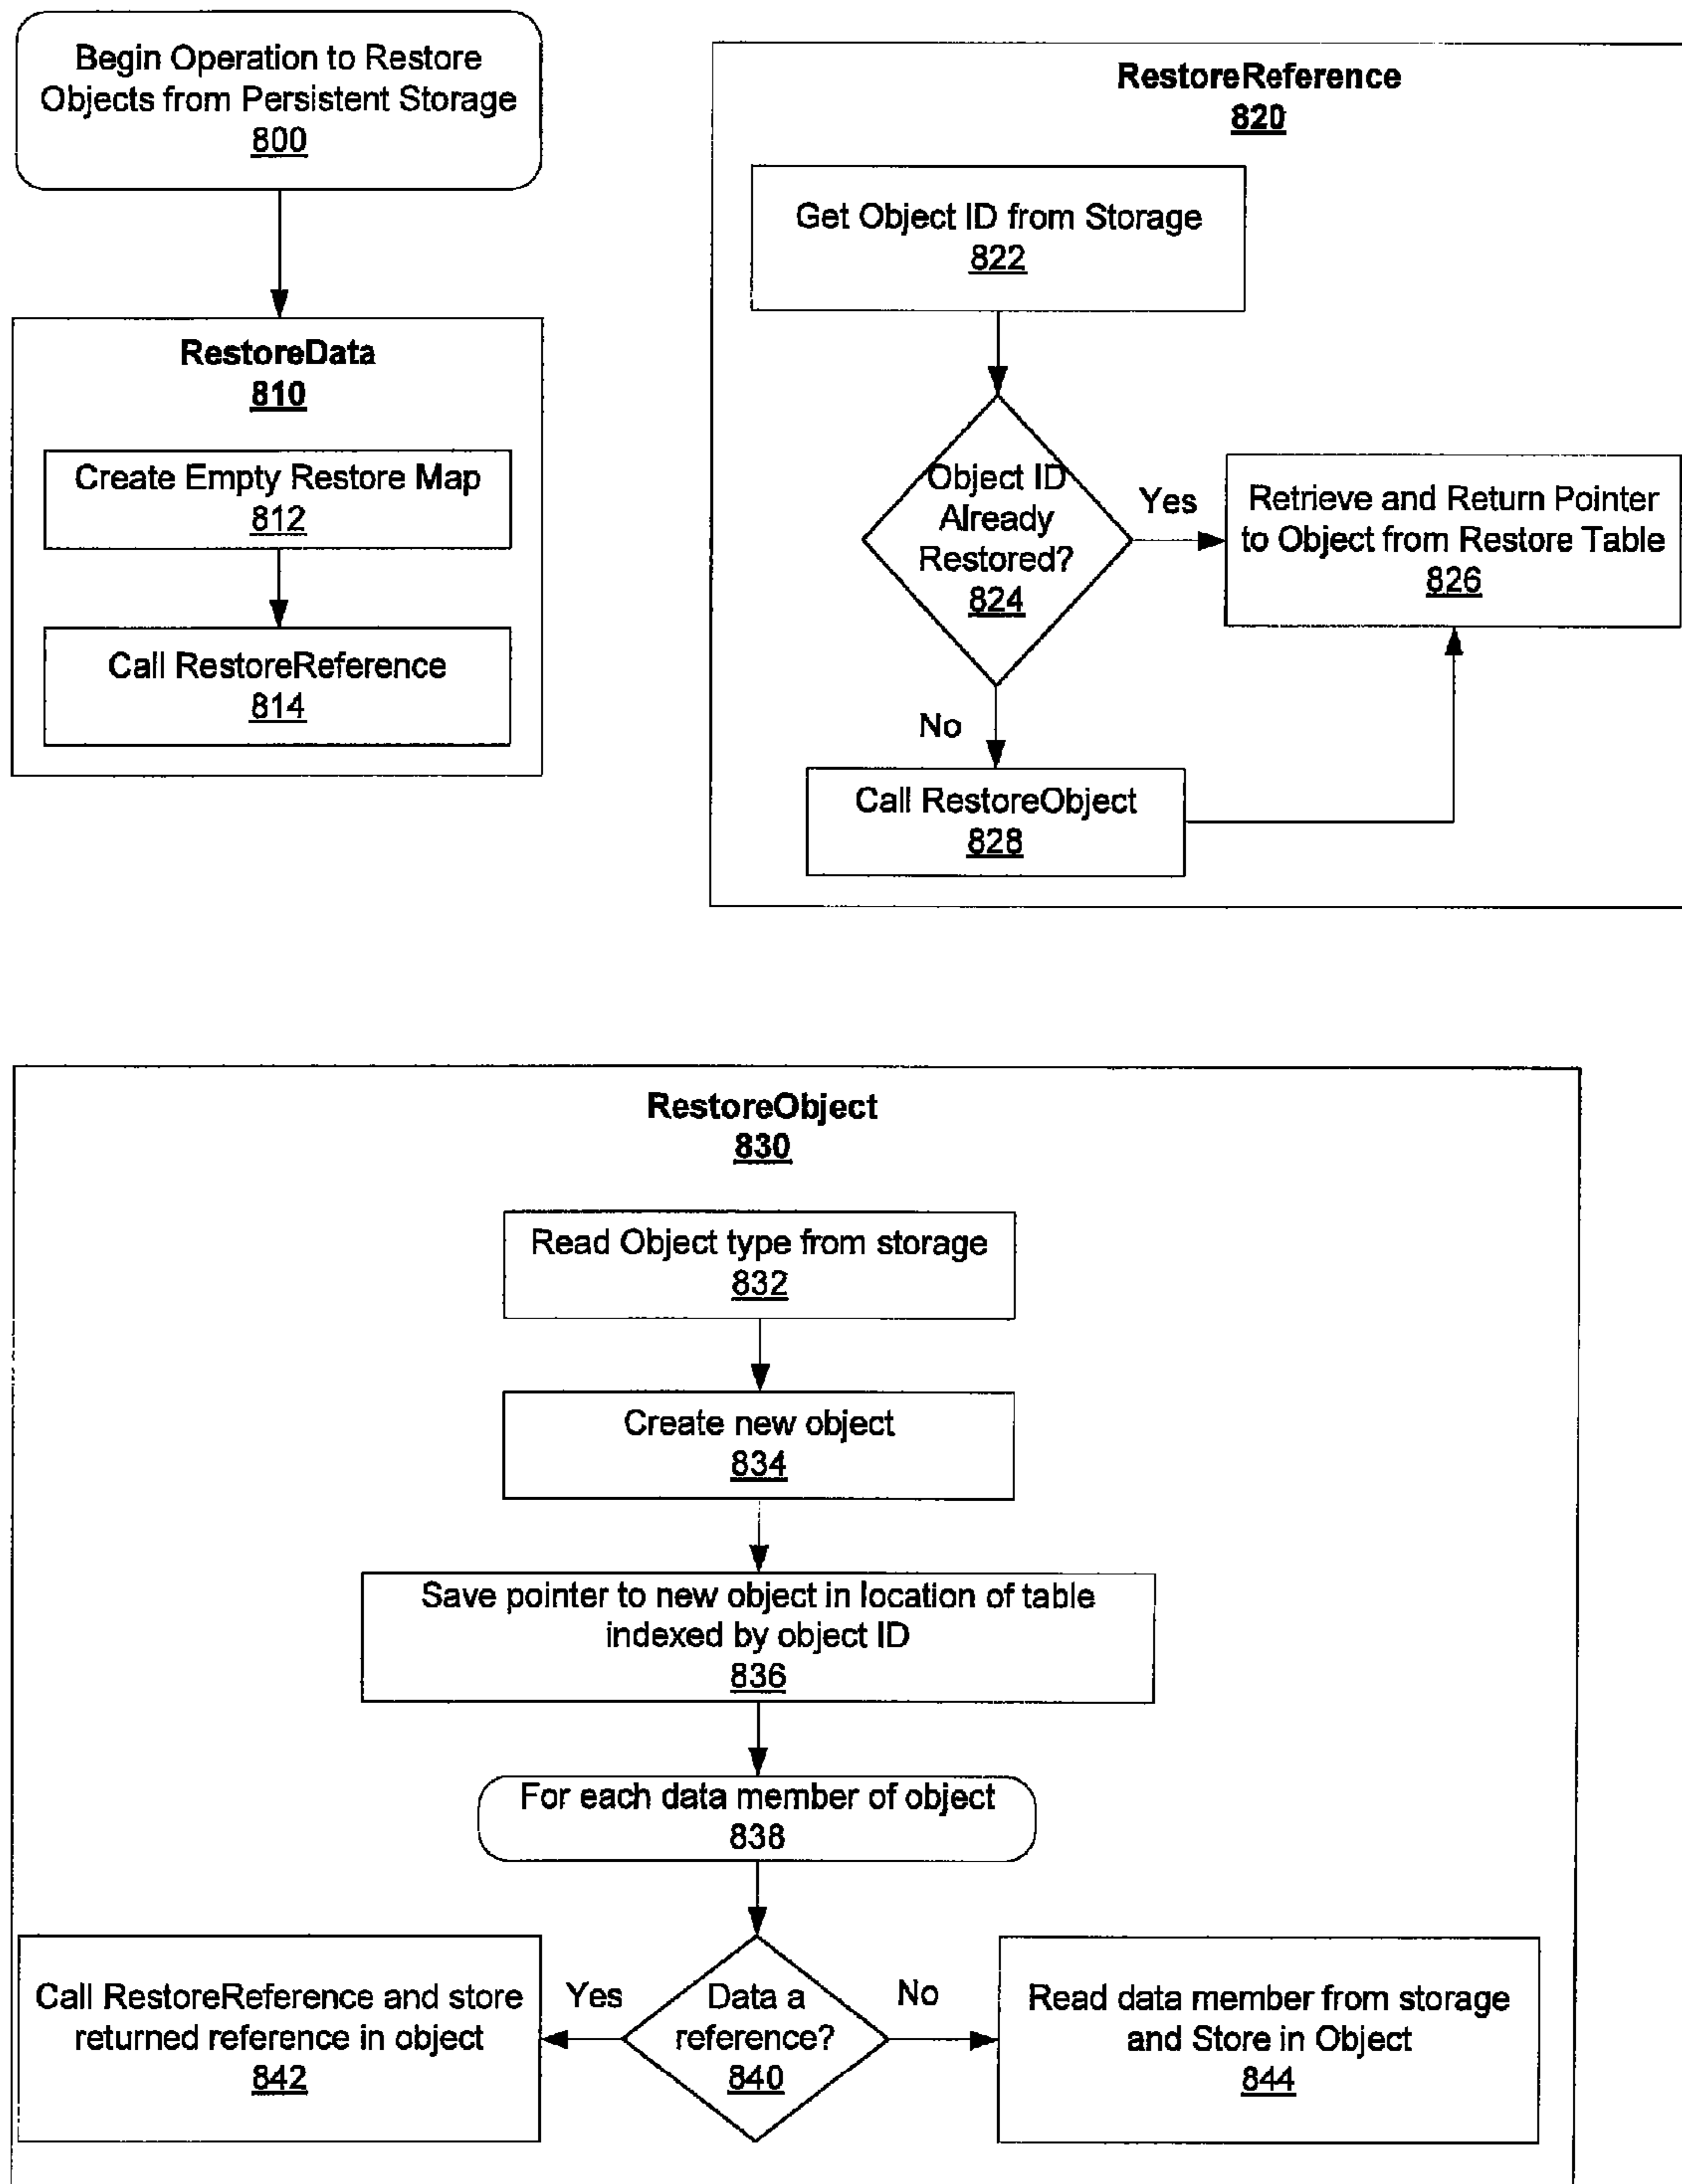 Begin Operation to Restore
Objects from Persistent Storage
800
RestoreData
810
Create Empty Restore Map
812
Call RestoreReference
814
RestoreReference
820
Get Object ID from Storage
822
Object ID
Already
Restored?
824
Yes
Retrieve and Return Pointer
to Object from Restore Table
826
No
Call RestoreObject
828
RestoreObject
830
Read Object type from storage
832
Create new object
834
Save pointer to new object in location of table
indexed by object ID
836
For each data member of object
838
Data a
reference?
840
Yes
Call RestoreReference and store
returned reference in object
842
No
Read data member from storage
and Store in Object
844